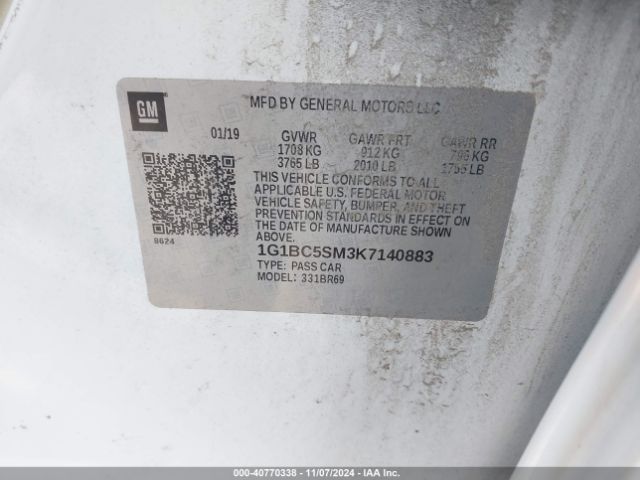 GM
MFD BY GENERAL MOTORS LLC
01/19 GVWR GAWR FRT GAWR RR
1708 KG 912 KG 796 KG
3765 LB 2010 LB 1755 LB
THIS VEHICLE CONFORMS TO ALL
APPLICABLE U.S. FEDERAL MOTOR
VEHICLE SAFETY, BUMPER, AND THEFT
PREVENTION STANDARDS IN EFFECT ON
THE DATE OF MANUFACTURE SHOWN
ABOVE.
8624
1G1BC5SM3K7140883
TYPE: PASS CAR
MODEL: 331BR69
000-40770338 - 11/07/2024 - IAA Inc.